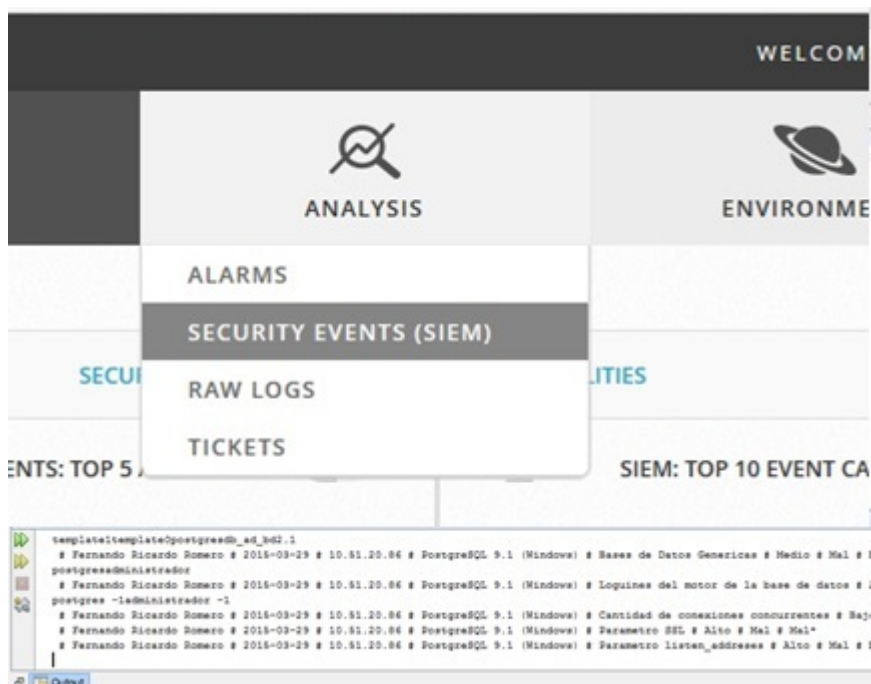 WELCOM
ANALYSIS
ENVIRONME
ALARMS
SECURITY EVENTS (SIEM)
SECUI
LITIES
RAW LOGS
TICKETS
ENTS: TOP 5
SIEM: TOP 10 EVENT CA
template1template0postgresdb_ad_bd2.1
# Fernando Ricardo Romero # 2015-03-29 # 10.51.20.86 # PostgreSQL 9.1 (Windows) # Bases de Datos Genericas # Medio # Mal #
postgresadministrador
# Fernando Ricardo Romero # 2015-03-29 # 10.51.20.86 # PostgreSQL 9.1 (Windows) # Loguines del motor de la base de datos #
postgres -1administrador -1
# Fernando Ricardo Romero # 2015-03-29 # 10.51.20.86 # PostgreSQL 9.1 (Windows) # Cantidad de conexiones concurrentes # Baj
# Fernando Ricardo Romero # 2015-03-29 # 10.51.20.86 # PostgreSQL 9.1 (Windows) # Parametro SSL # Alto # Mal # Mal"
# Fernando Ricardo Romero # 2015-03-29 # 10.51.20.86 # PostgreSQL 9.1 (Windows) # Parametro listen_addreses # Alto # Mal #
Output